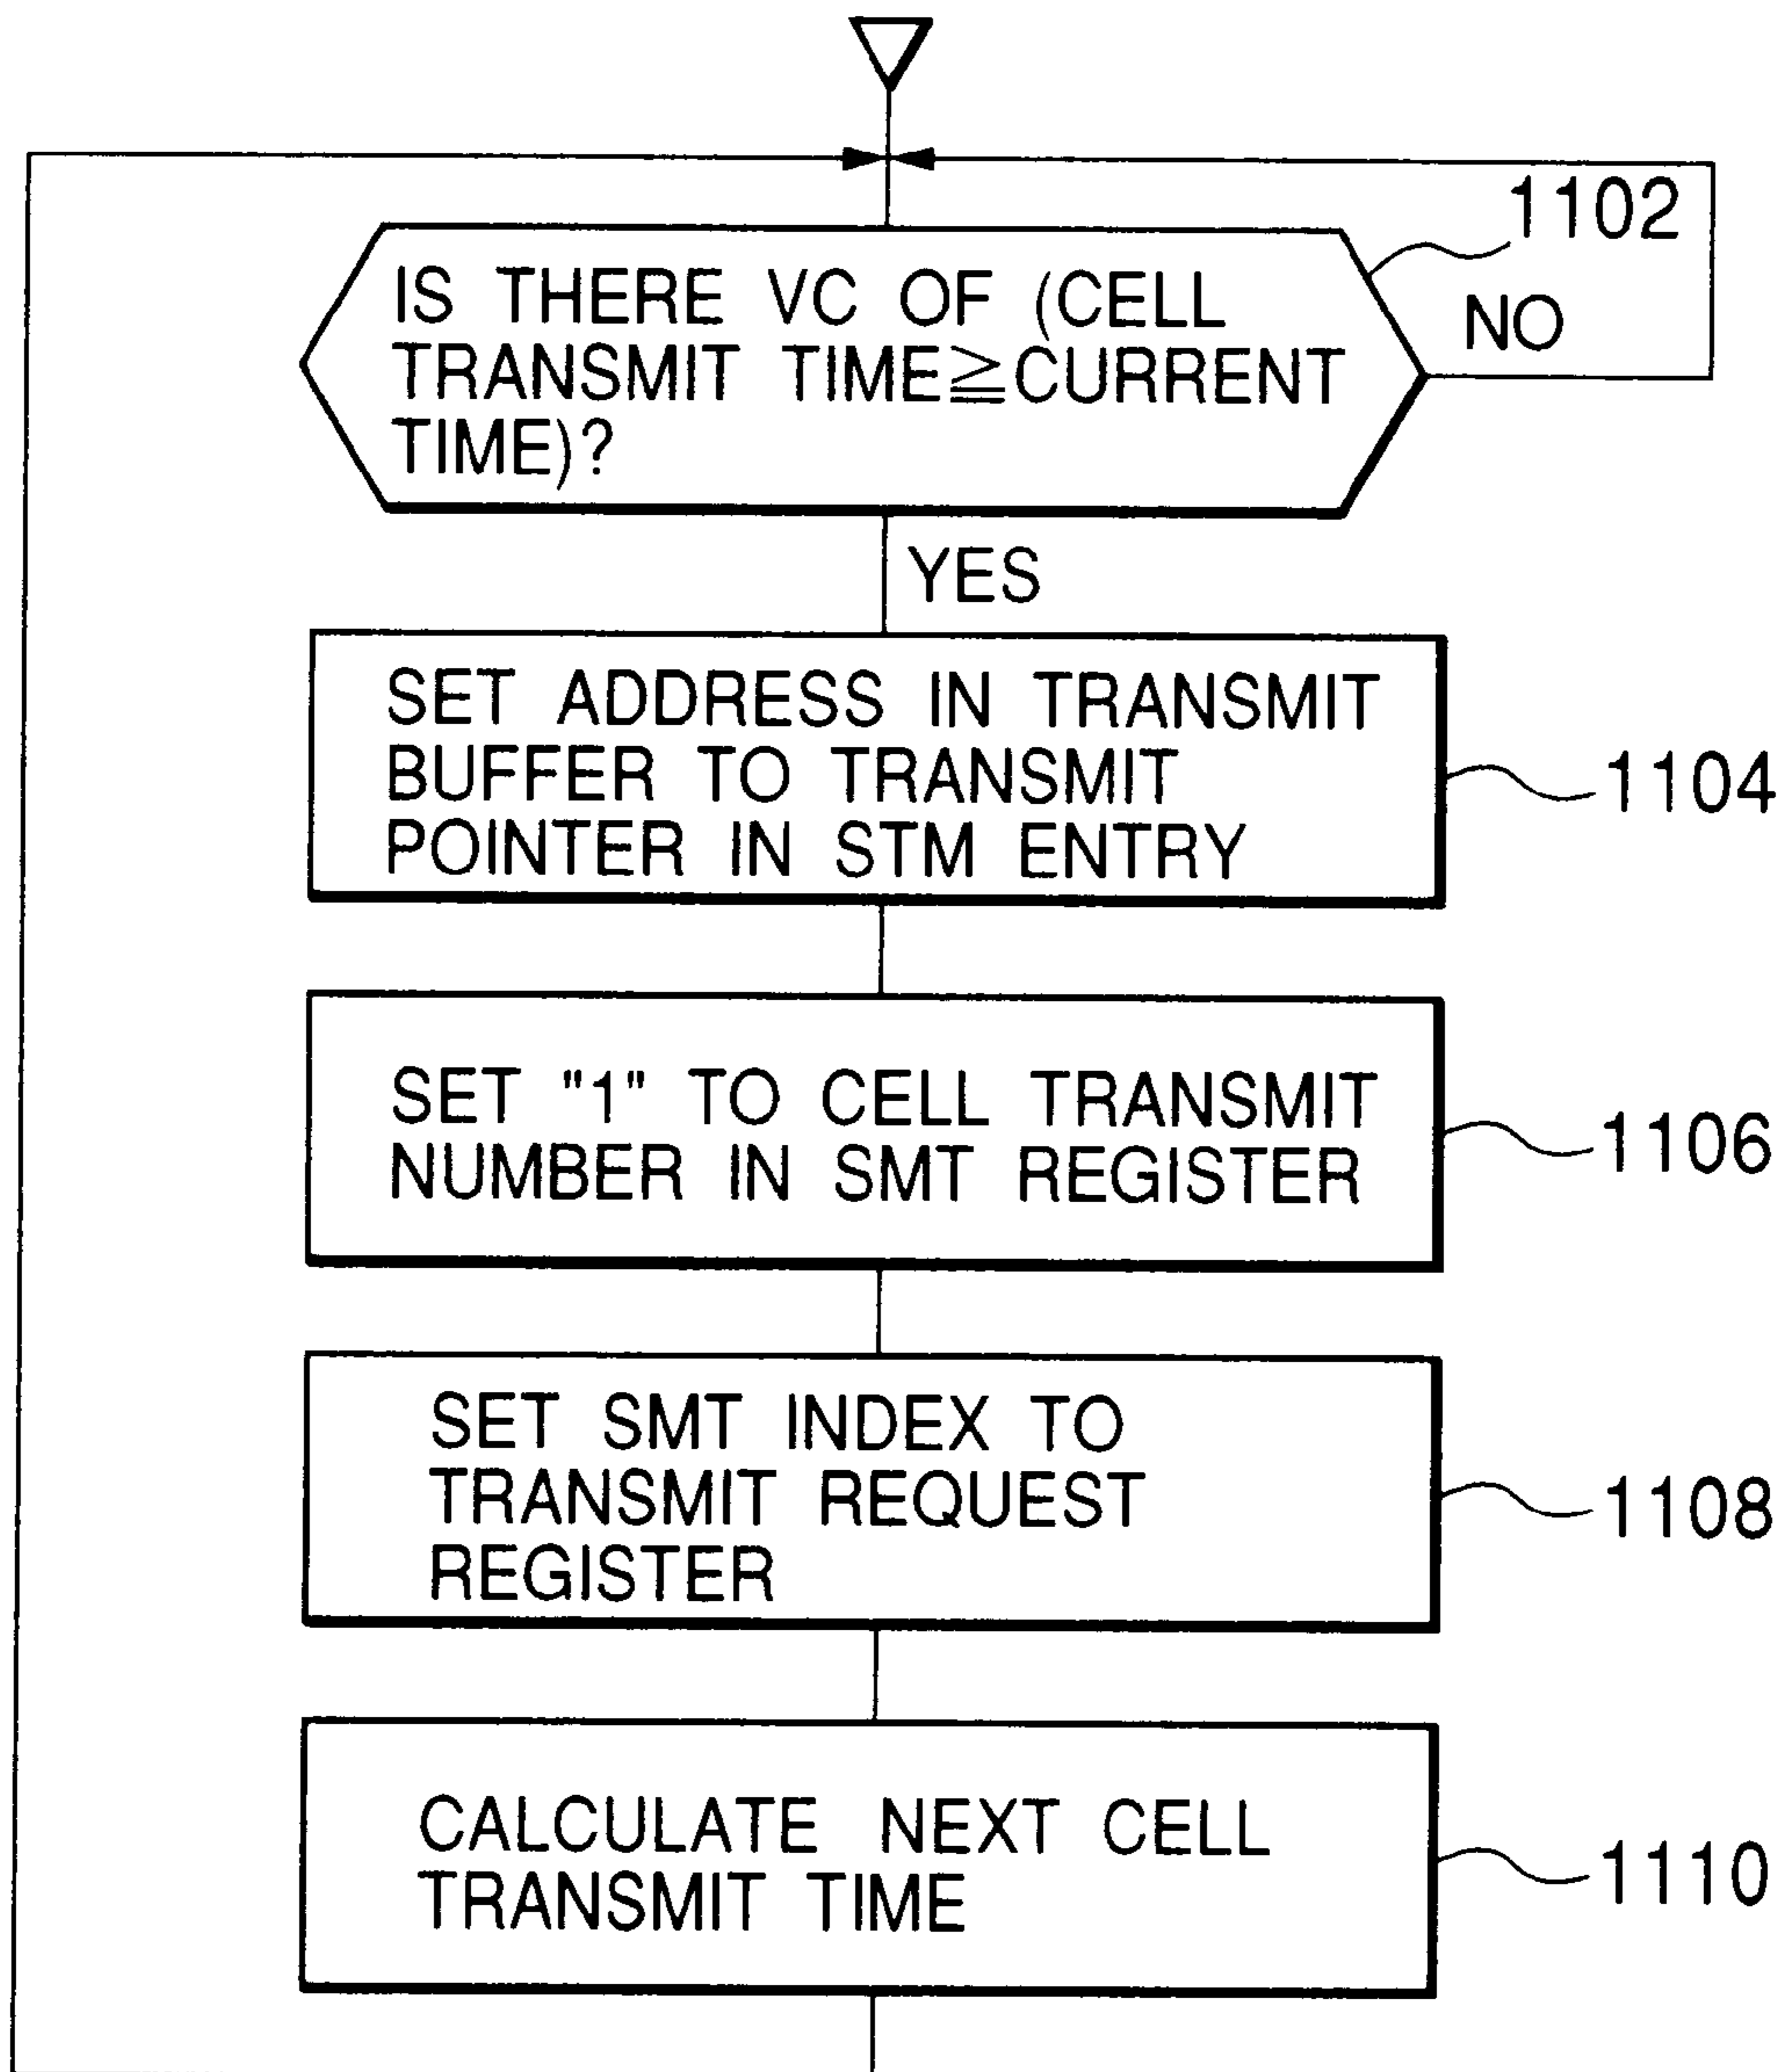 1102
IS THERE VC OF (CELL
TRANSMIT TIME≧CURRENT
TIME)?
NO
YES
SET ADDRESS IN TRANSMIT
BUFFER TO TRANSMIT
POINTER IN STM ENTRY
1104
SET "1" TO CELL TRANSMIT
NUMBER IN SMT REGISTER
1106
SET SMT INDEX TO
TRANSMIT REQUEST
REGISTER
1108
CALCULATE NEXT CELL
TRANSMIT TIME
1110